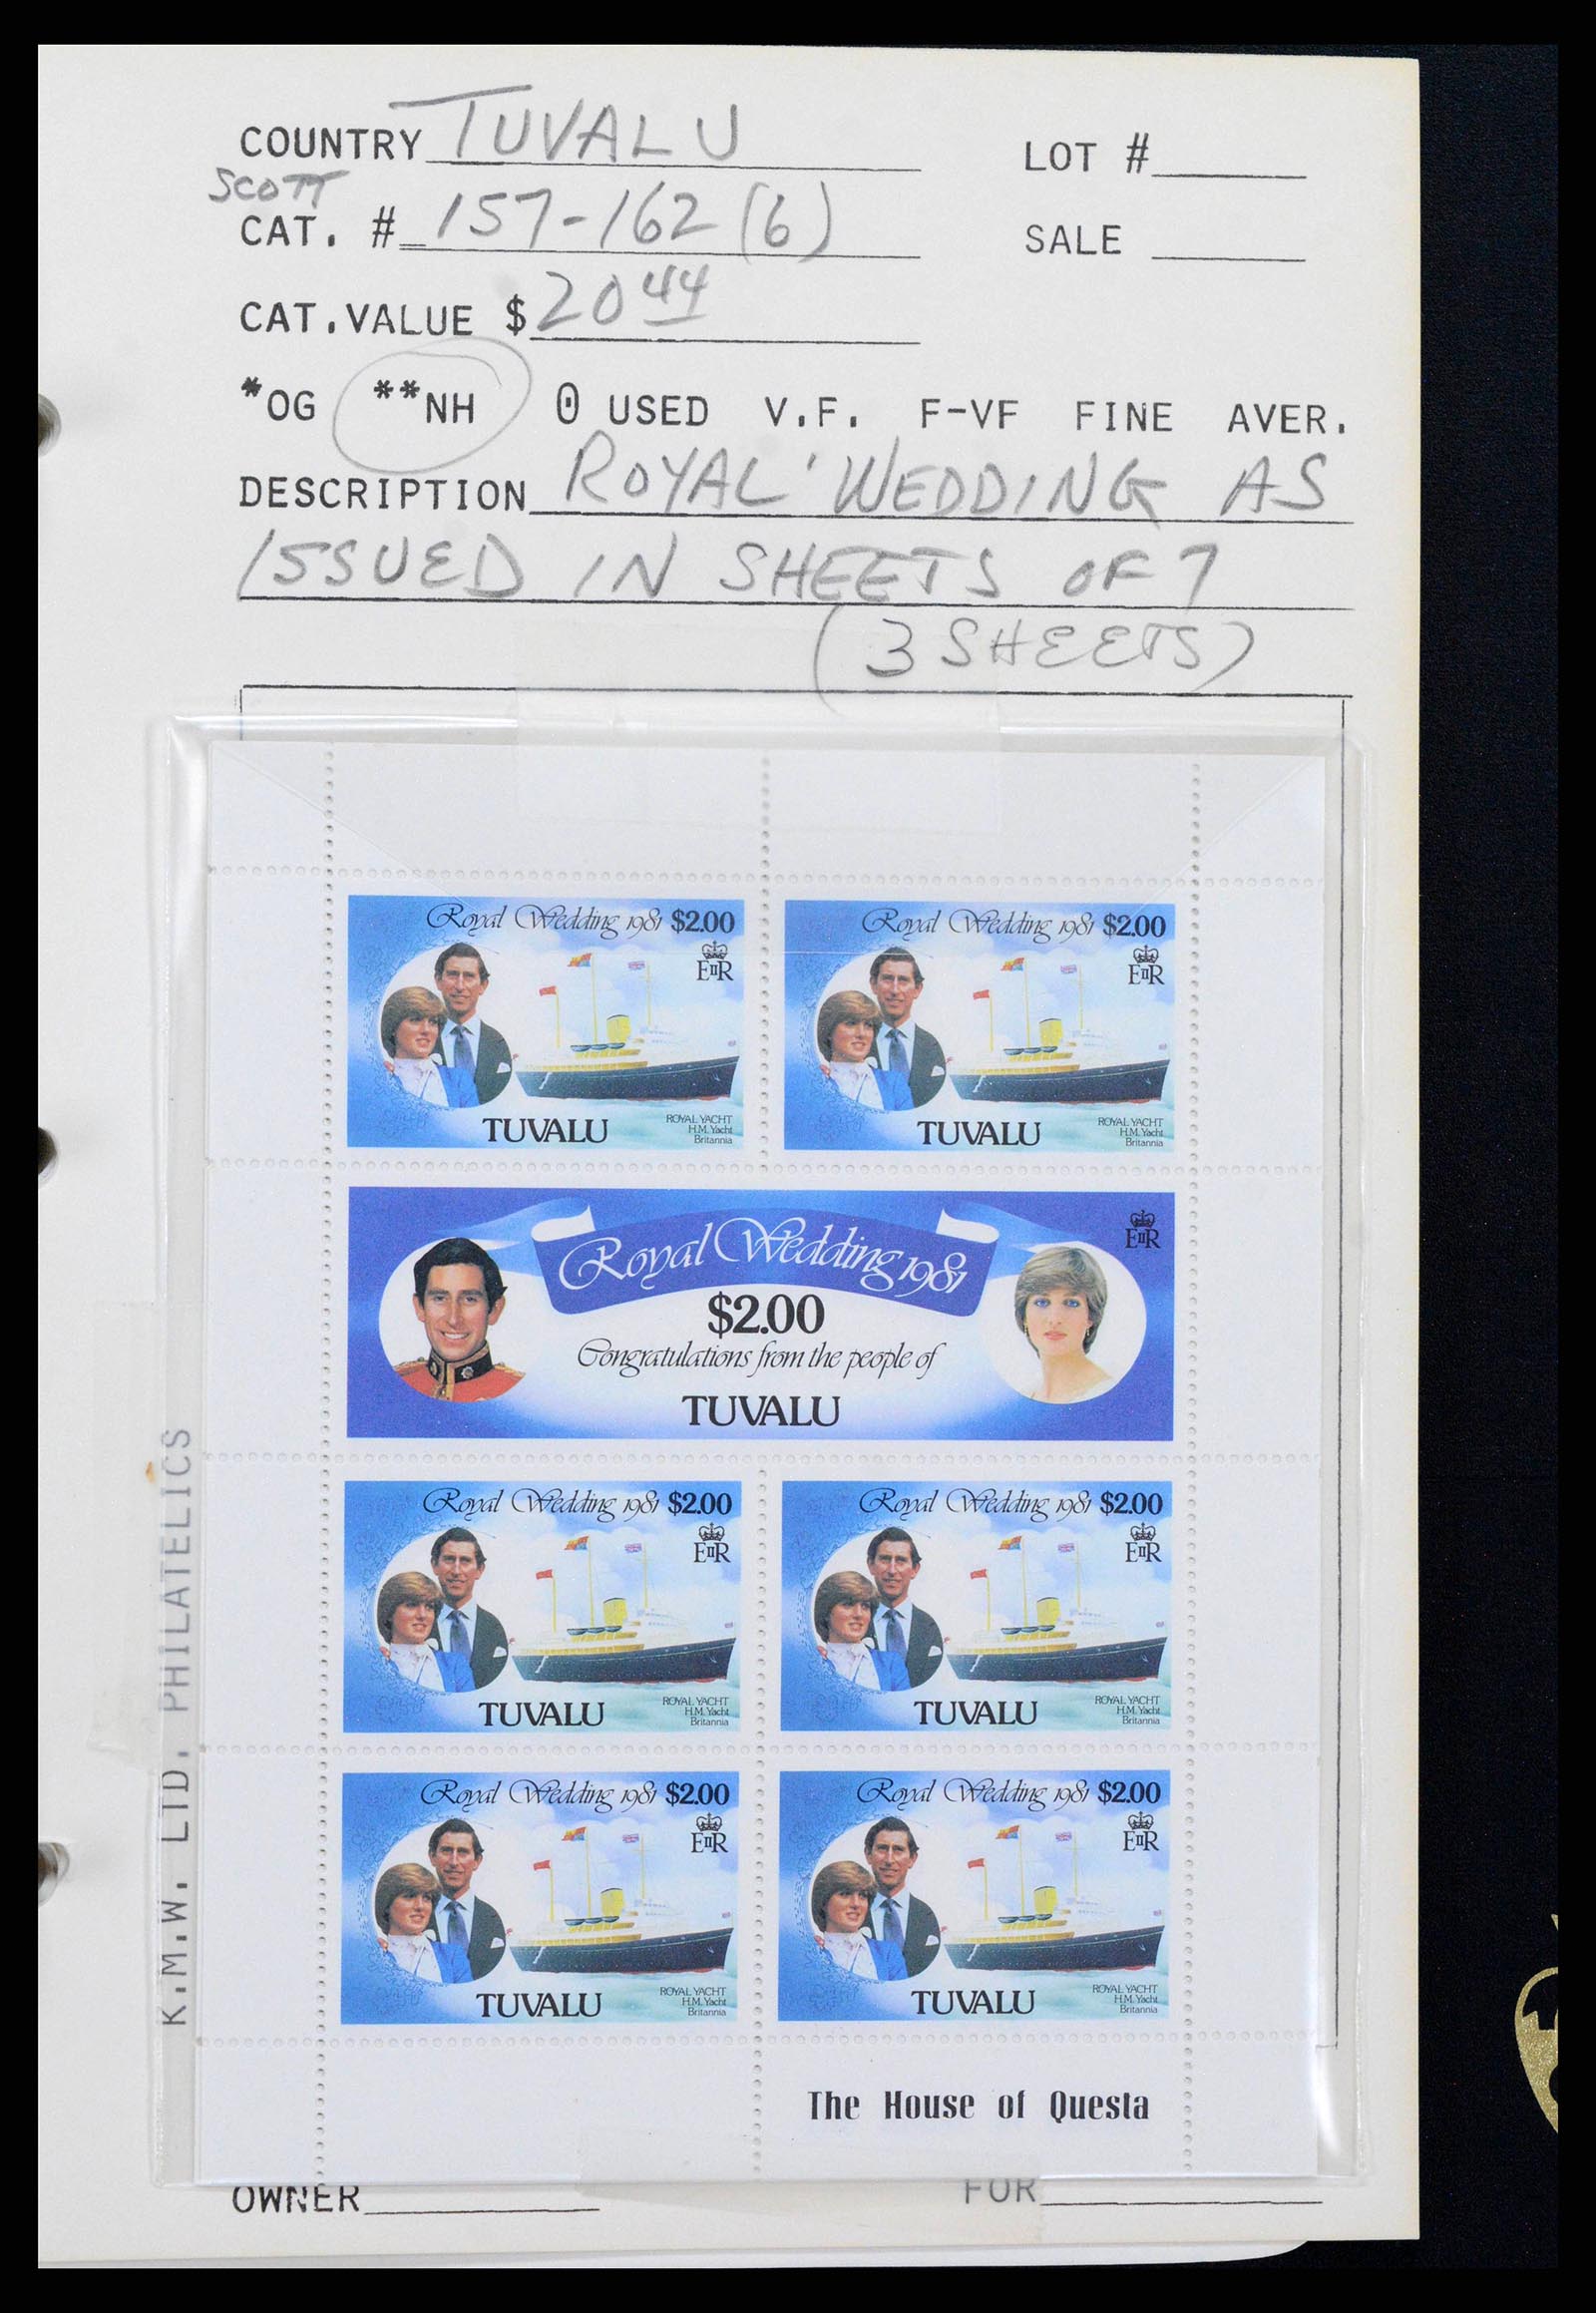 COUNTRY TUVALU LOT #
SCOTT
CAT. # 157-162 (6) SALE
CAT.VALUE $ 20 44
*OG **NH 0 USED V.F. F-VF FINE AVER.
DESCRIPTION ROYAL WEDDING AS
ISSUED IN SHEETS OF 7
(3 SHEETS)
Royal Wedding 1981 $2.00
EIIR
TUVALU
ROYAL YACHT
H.M. Yacht
Britannia
Royal Wedding 1981 $2.00
EIIR
TUVALU
ROYAL YACHT
H.M. Yacht
Britannia
Royal Wedding 1981
EIIR
$2.00
Congratulations from the people of
TUVALU
Royal Wedding 1981 $2.00
EIIR
TUVALU
ROYAL YACHT
H.M. Yacht
Britannia
Royal Wedding 1981 $2.00
EIIR
TUVALU
ROYAL YACHT
H.M. Yacht
Britannia
Royal Wedding 1981 $2.00
EIIR
TUVALU
ROYAL YACHT
H.M. Yacht
Britannia
Royal Wedding 1981 $2.00
EIIR
TUVALU
ROYAL YACHT
H.M. Yacht
Britannia
The House of Questa
K.M.W. LTD. PHILATELICS
OWNER FOR